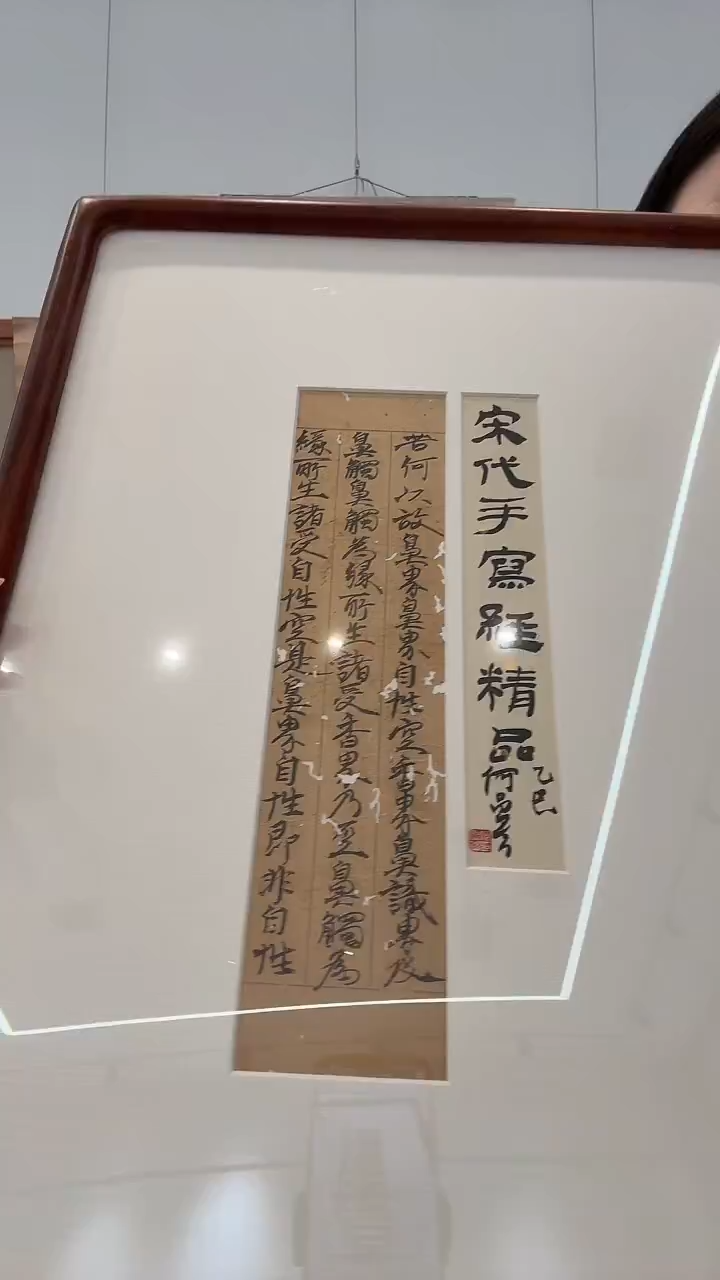 宋代手寫經精品
乙巳
何
苦何以故鼻界鼻界自性空香界鼻識界及
鼻觸鼻觸為緣所生諸受香界乃至鼻觸為
緣所生諸受自性空是鼻界自性即非自性